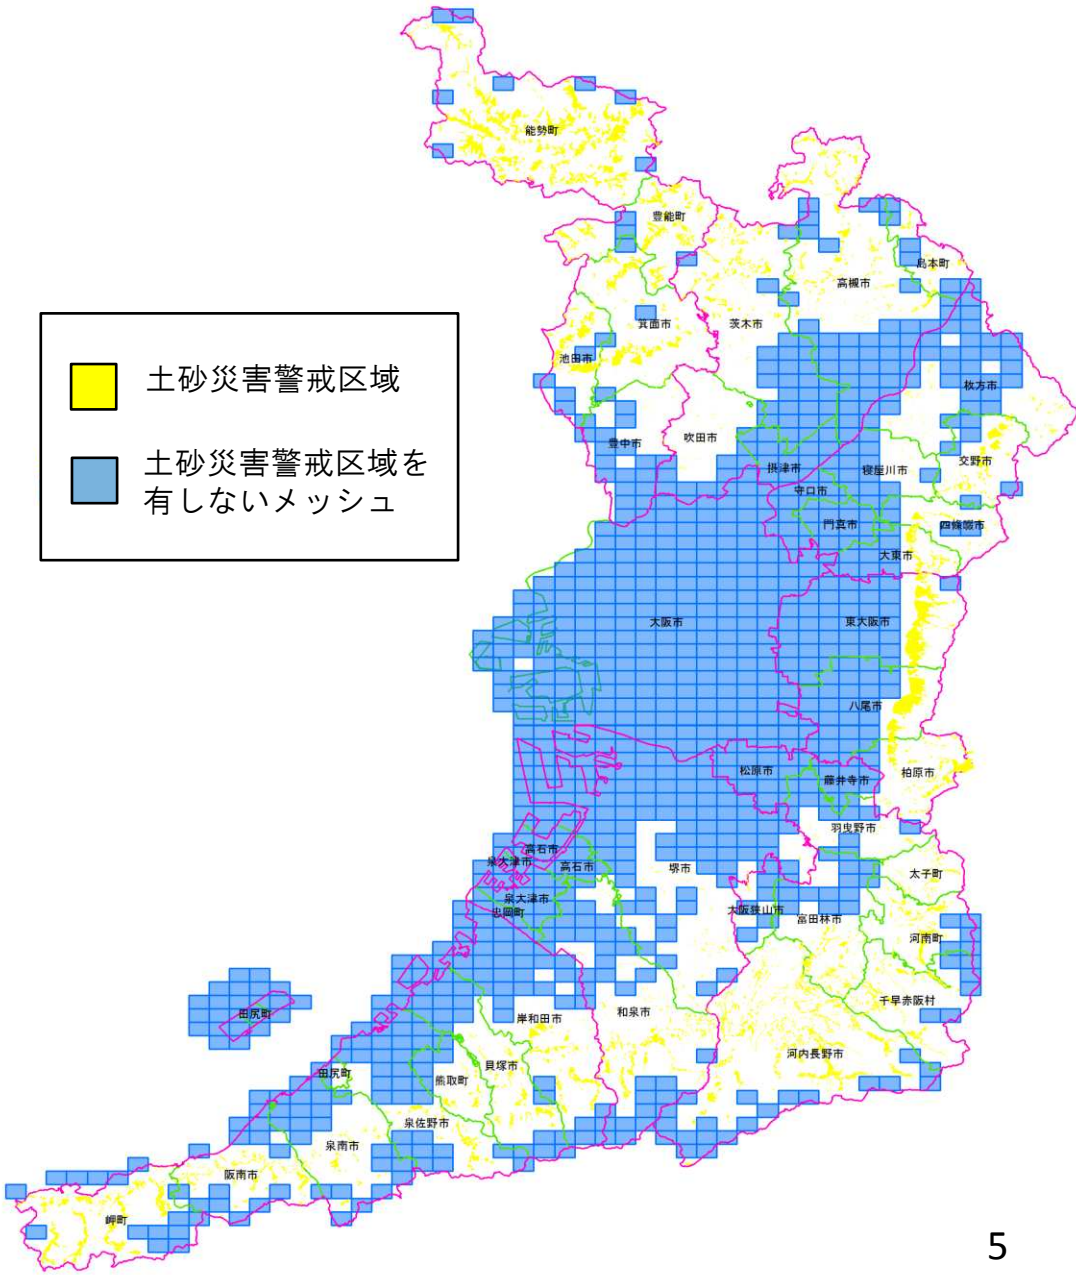 能勢町
豊能町
島本町
高槻市
箕面市
茨木市
池田市
枚方市
豊中市
吹田市
摂津市
寝屋川市
交野市
守口市
門真市
四條畷市
大東市
大阪市
東大阪市
八尾市
松原市
藤井寺市
柏原市
羽曳野市
高石市
泉大津市
高石市
堺市
太子町
泉大津市
忠岡町
大阪狭山市
富田林市
河南町
千早赤阪村
田尻町
岸和田市
和泉市
河内長野市
貝塚市
田尻町
熊取町
泉佐野市
泉南市
阪南市
岬町
土砂災害警戒区域
土砂災害警戒区域を
有しないメッシュ
5